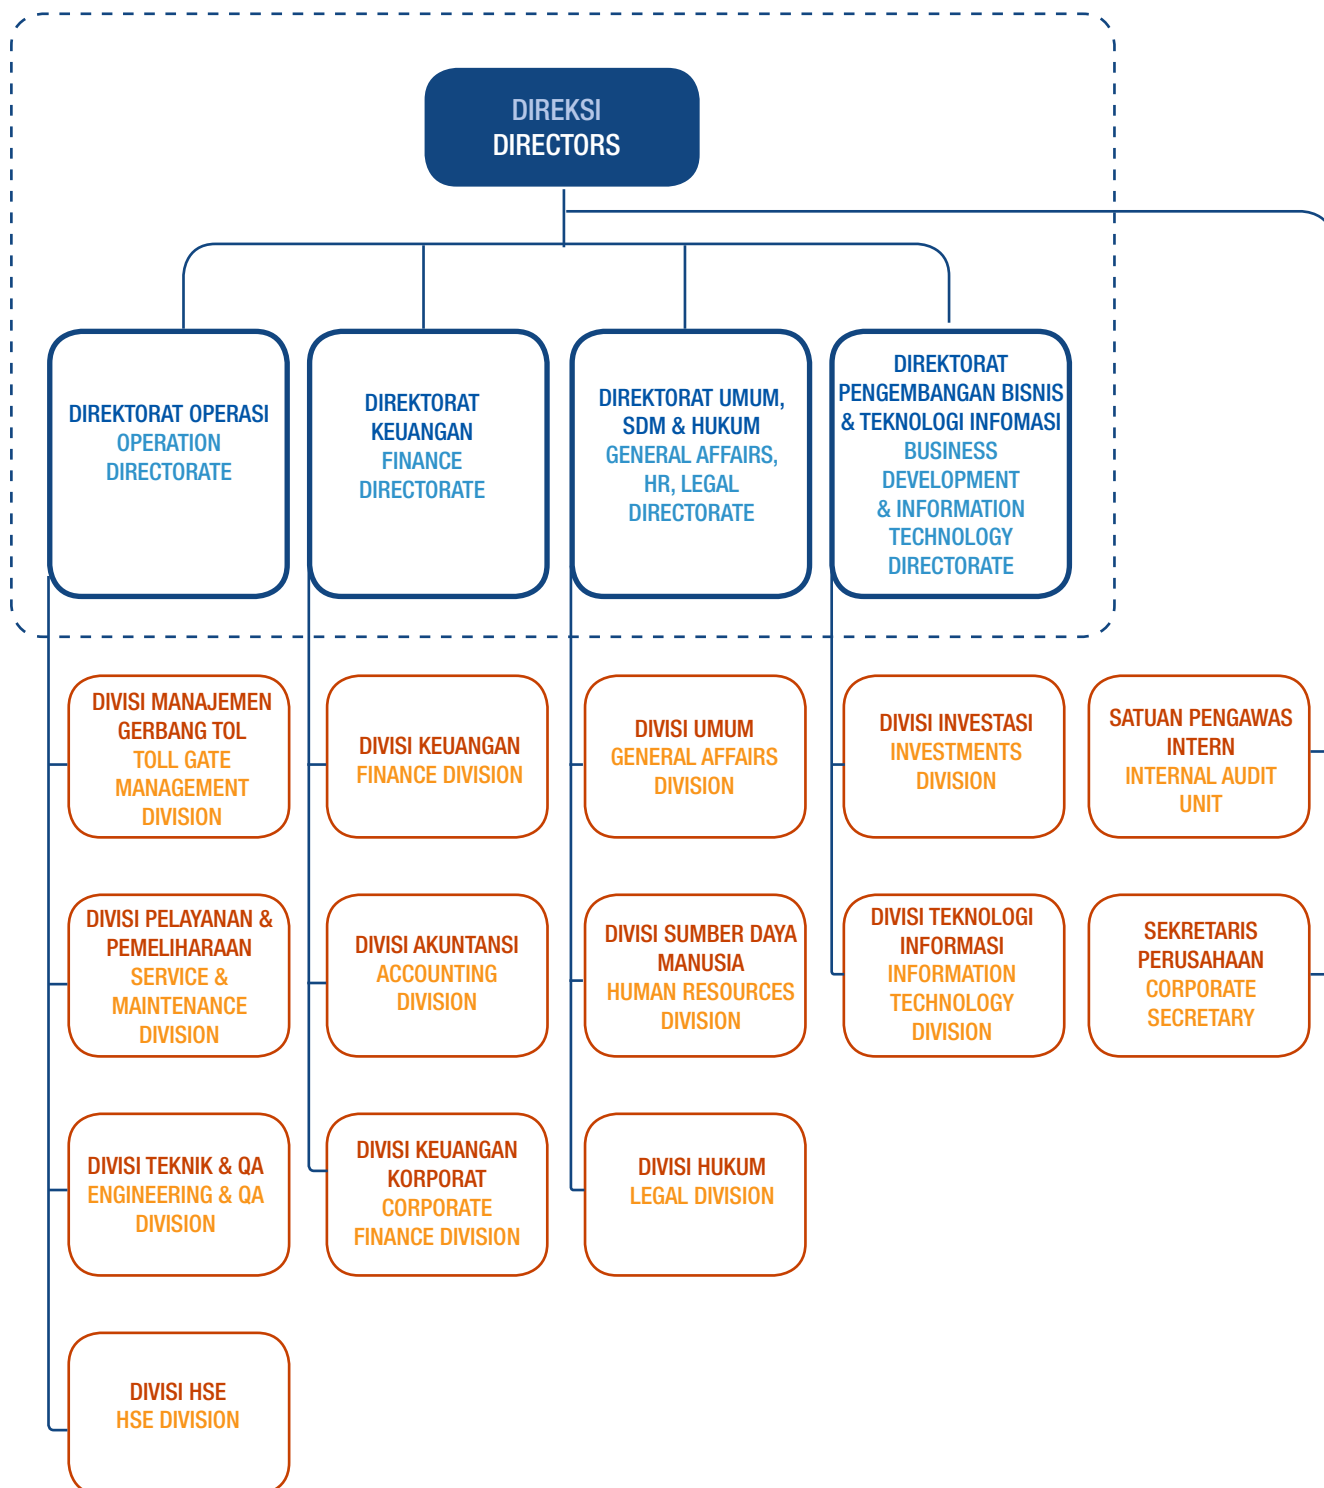 DIREKSI
DIRECTORS
DIREKTORAT OPERASI
OPERATION
DIRECTORATE
DIREKTORAT
KEUANGAN
FINANCE
DIRECTORATE
DIREKTORAT UMUM,
SDM & HUKUM
GENERAL AFFAIRS,
HR, LEGAL
DIRECTORATE
DIREKTORAT
PENGEMBANGAN BISNIS
& TEKNOLOGI INFOMASI
BUSINESS
DEVELOPMENT
& INFORMATION
TECHNOLOGY
DIRECTORATE
DIVISI MANAJEMEN
GERBANG TOL
TOLL GATE
MANAGEMENT
DIVISION
DIVISI KEUANGAN
FINANCE DIVISION
DIVISI UMUM
GENERAL AFFAIRS
DIVISION
DIVISI INVESTASI
INVESTMENTS
DIVISION
SATUAN PENGAWAS
INTERN
INTERNAL AUDIT
UNIT
DIVISI PELAYANAN &
PEMELIHARAAN
SERVICE &
MAINTENANCE
DIVISION
DIVISI AKUNTANSI
ACCOUNTING
DIVISION
DIVISI SUMBER DAYA
MANUSIA
HUMAN RESOURCES
DIVISION
DIVISI TEKNOLOGI
INFORMASI
INFORMATION
TECHNOLOGY
DIVISION
SEKRETARIS
PERUSAHAAN
CORPORATE
SECRETARY
DIVISI TEKNIK & QA
ENGINEERING & QA
DIVISION
DIVISI KEUANGAN
KORPORAT
CORPORATE
FINANCE DIVISION
DIVISI HUKUM
LEGAL DIVISION
DIVISI HSE
HSE DIVISION